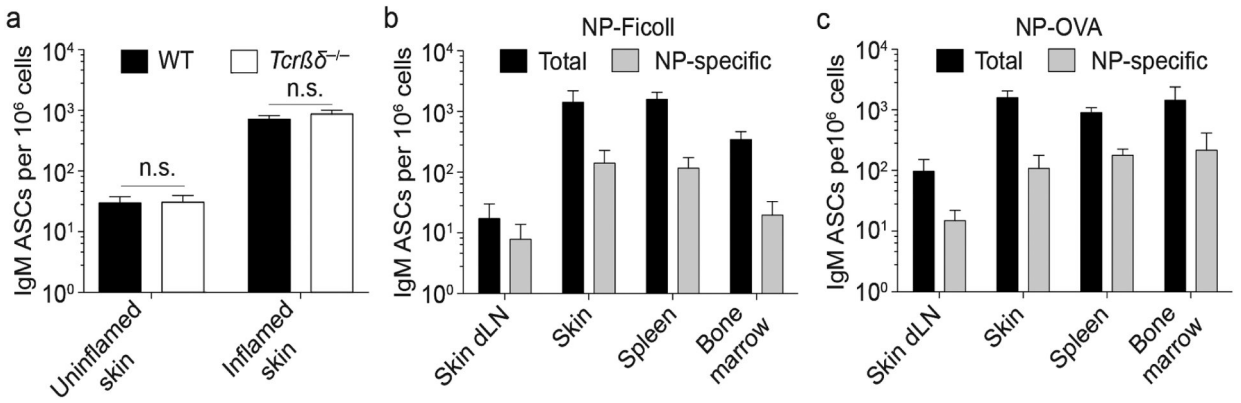 a
10⁴
10³
10²
10¹
10⁰
IgM ASCs per 10⁶ cells
WT
Tcrßδ⁻/⁻
n.s.
n.s.
Uninflamed
skin
Inflamed
skin
b
NP-Ficoll
10⁴
10³
10²
10¹
10⁰
IgM ASCs per 10⁶ cells
Total
NP-specific
Skin dLN
Skin
Spleen
Bone
marrow
c
NP-OVA
10⁴
10³
10²
10¹
10⁰
IgM ASCs pe10⁶ cells
Total
NP-specific
Skin dLN
Skin
Spleen
Bone
marrow